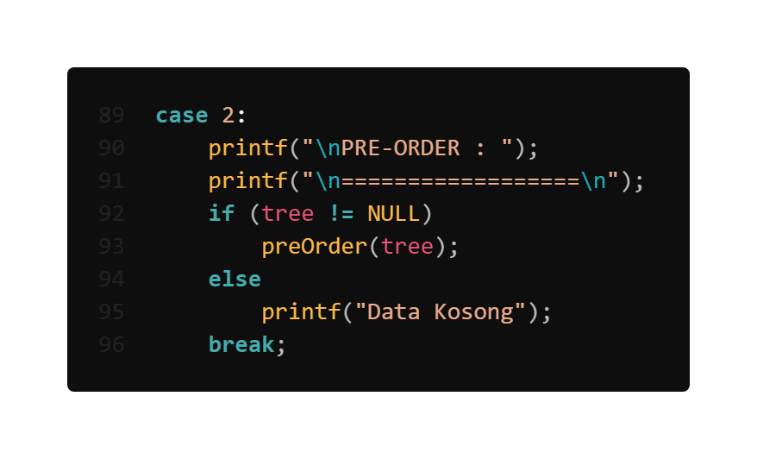 89 case 2:
90     printf("\nPRE-ORDER : ");
91     printf("\n==================\n");
92     if (tree != NULL)
93         preOrder(tree);
94     else
95         printf("Data Kosong");
96     break;